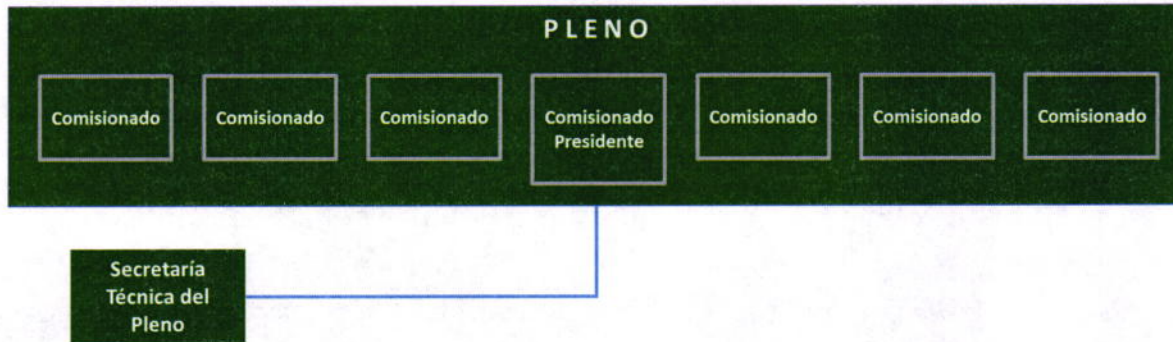 PLENO
Comisionado
Comisionado
Comisionado
Comisionado
Presidente
Comisionado
Comisionado
Comisionado
Secretaría
Técnica del
Pleno